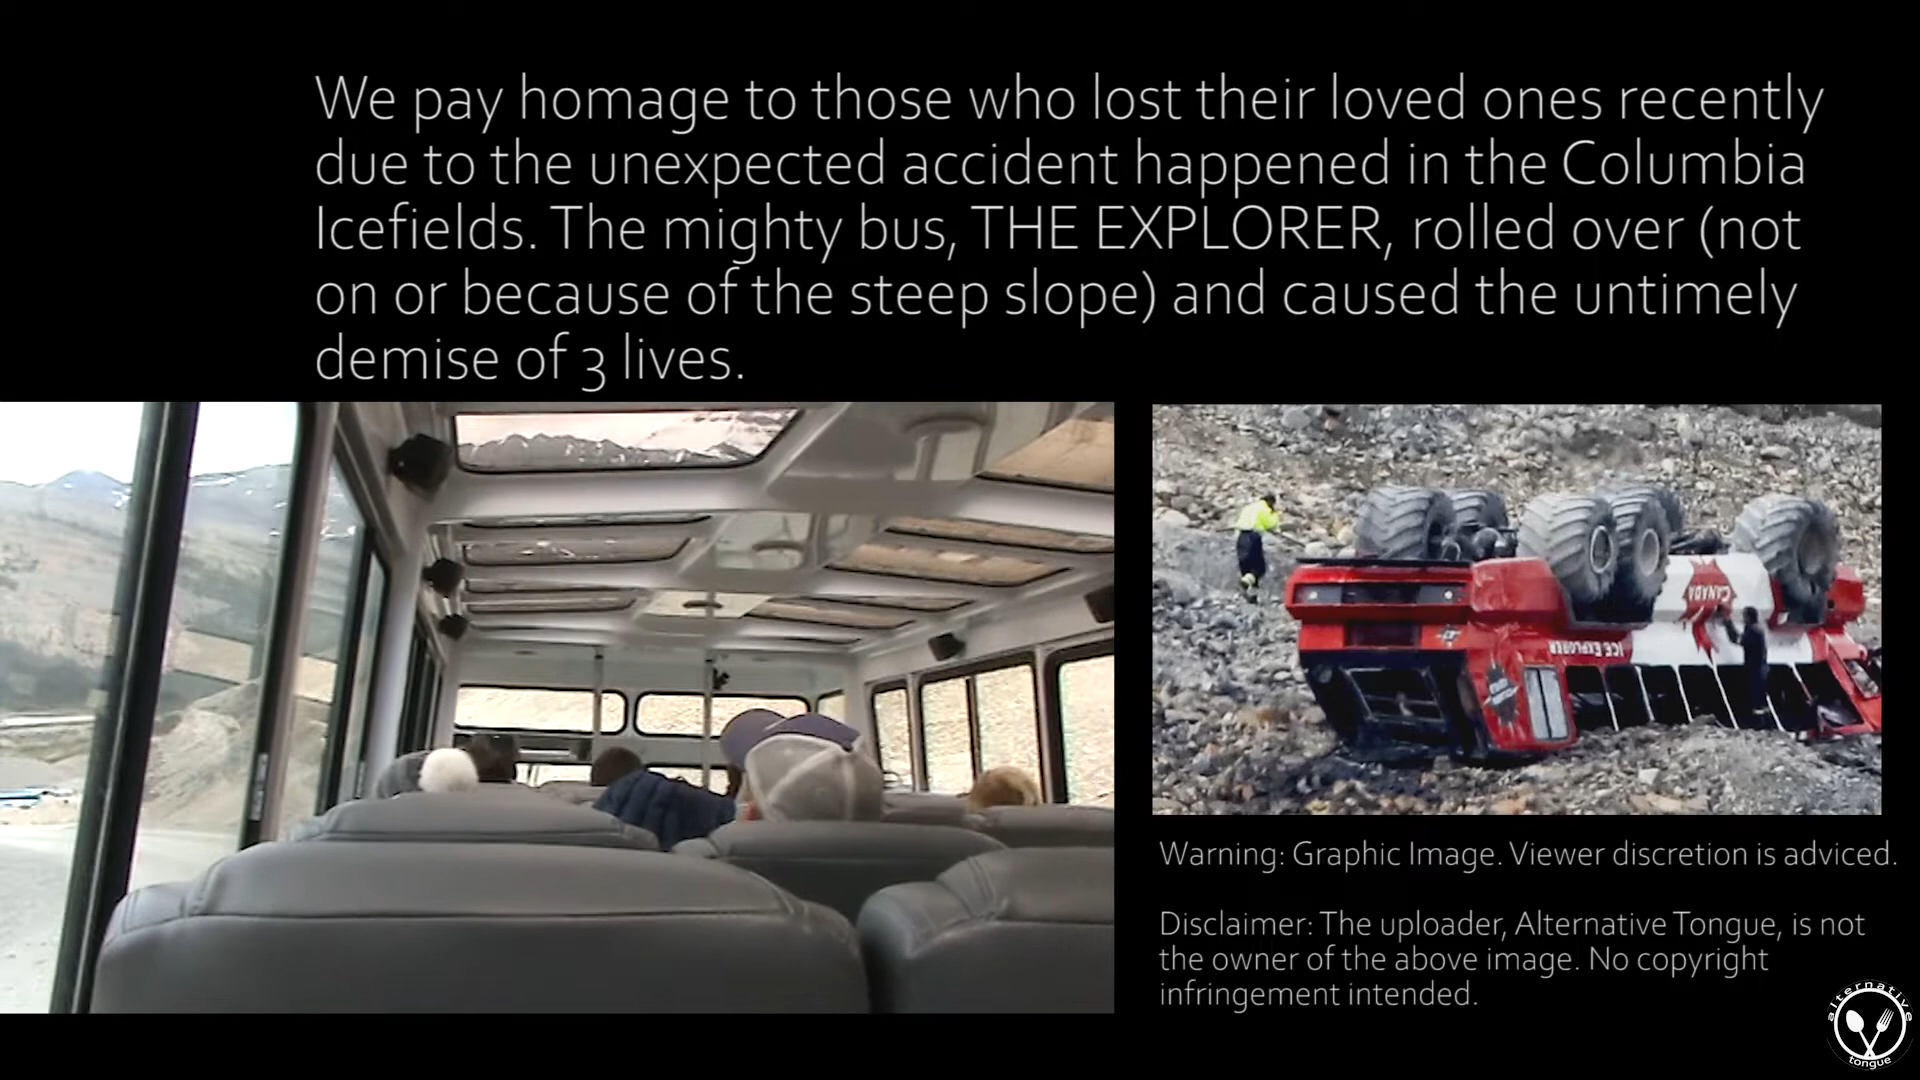 We pay homage to those who lost their loved ones recently
due to the unexpected accident happened in the Columbia
Icefields. The mighty bus, THE EXPLORER, rolled over (not
on or because of the steep slope) and caused the untimely
demise of 3 lives.
CANADA
ICE EXPLORER
Warning: Graphic Image. Viewer discretion is adviced.
Disclaimer: The uploader, Alternative Tongue, is not
the owner of the above image. No copyright
infringement intended.
alternative
tongue